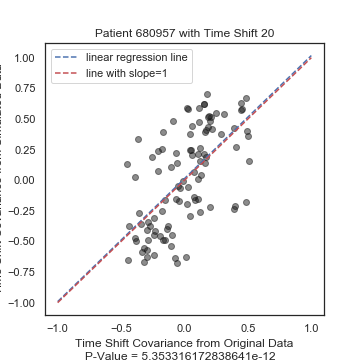 Patient 680957 with Time Shift 20
linear regression line
line with slope=1
1.00
0.75
0.50
0.25
0.00
−0.25
−0.50
−0.75
−1.00
−1.0
−0.5
0.0
0.5
1.0
Time Shift Covariance from Original Data
P-Value = 5.353316172838641e-12